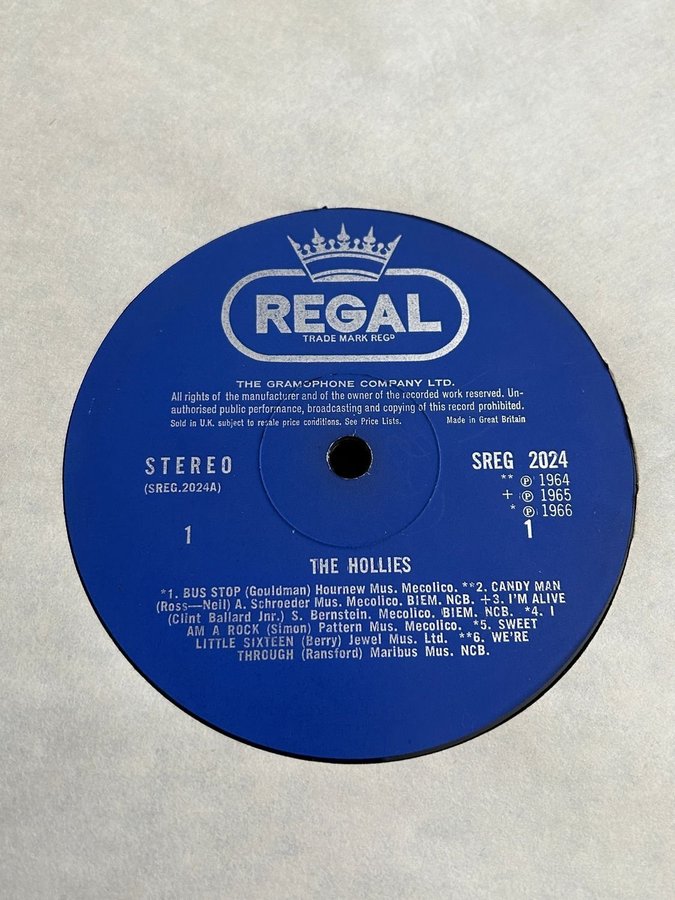 REGAL
TRADE MARK REGD
THE GRAMOPHONE COMPANY LTD.
All rights of the manufacturer and of the owner of the recorded work reserved. Un-
authorised public performance, broadcasting and copying of this record prohibited.
Sold in U.K. subject to resale price conditions. See Price Lists. Made in Great Britain
STEREO SREG 2024
(SREG.2024A) ** ℗ 1964
+ ℗ 1965
* ℗ 1966
1 1
THE HOLLIES
*1. BUS STOP (Gouldman) Hournew Mus. Mecolico. **2. CANDY MAN
(Ross—Neil) A. Schroeder Mus. Mecolico. BIEM. NCB. +3. I'M ALIVE
(Clint Ballard Jnr.) S. Bernstein. Mecolico. BIEM. NCB. *4. I
AM A ROCK (Simon) Pattern Mus. Mecolico. *5. SWEET
LITTLE SIXTEEN (Berry) Jewel Mus. Ltd. **6. WE'RE
THROUGH (Ransford) Maribus Mus. NCB.